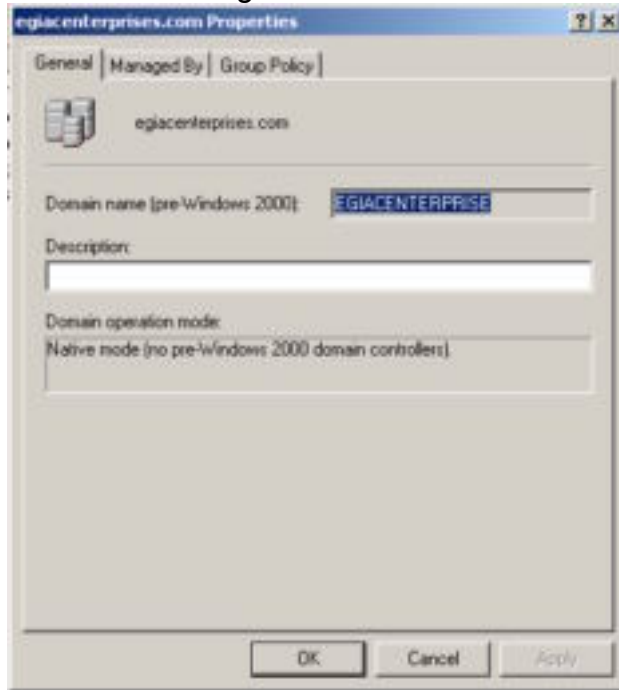 egiacenterprises.com Properties
General Managed By Group Policy
egiacenterprises.com
Domain name (pre-Windows 2000): EGIACENTERPRISE
Description:
Domain operation mode:
Native mode (no pre-Windows 2000 domain controllers).
OK Cancel Apply